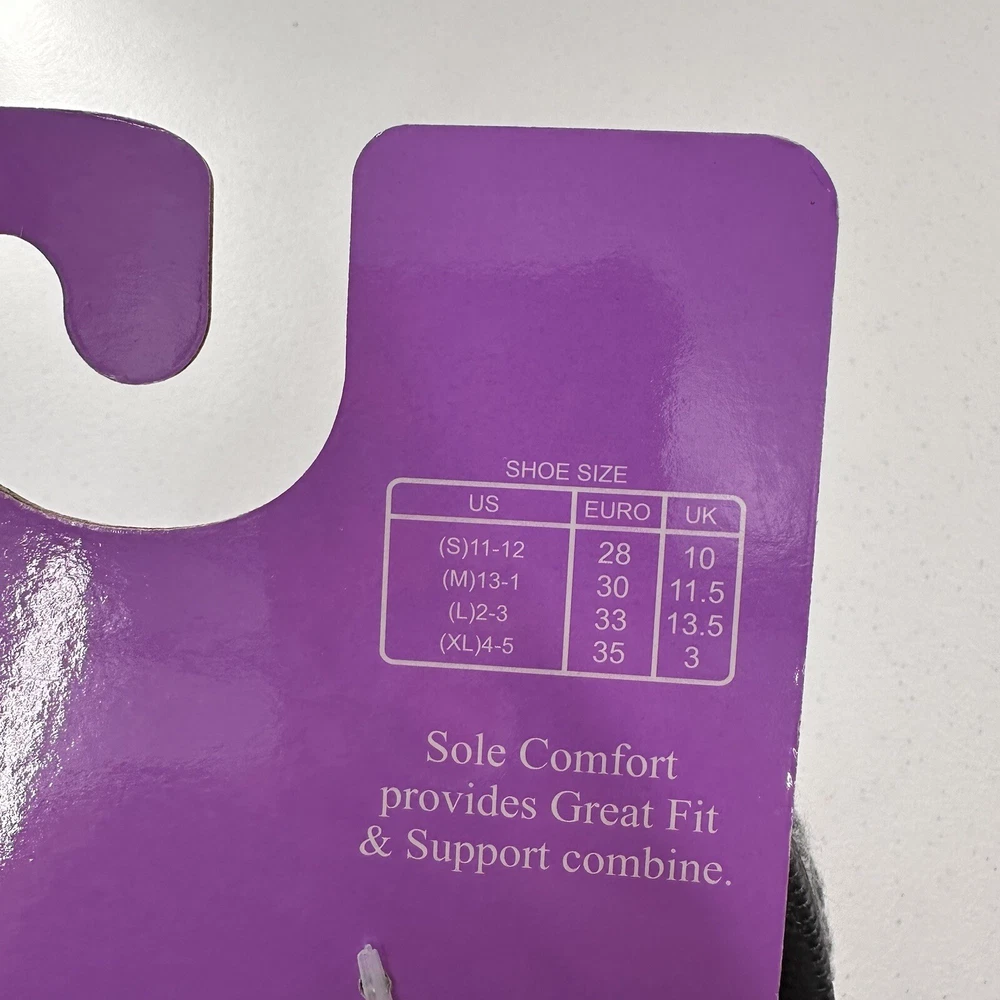 SHOE SIZE
US EURO UK
(S)11-12 28 10
(M)13-1 30 11.5
(L)2-3 33 13.5
(XL)4-5 35 3
Sole Comfort
provides Great Fit
& Support combine.